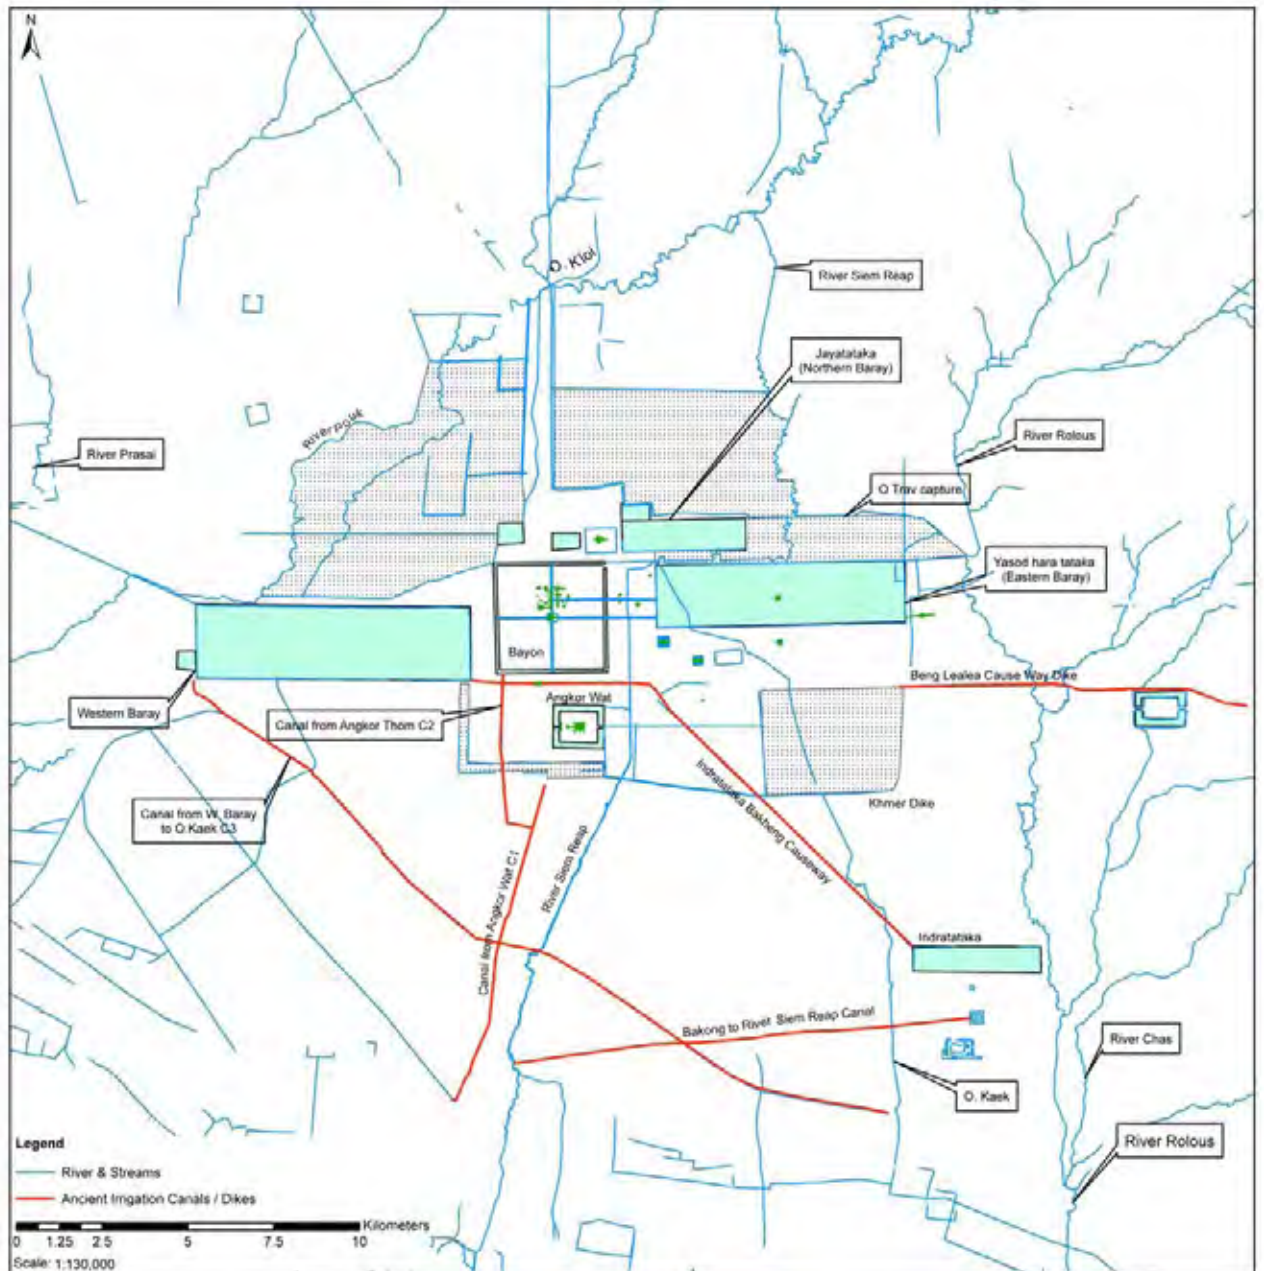 N
O. Klol
River Siem Reap
Jayatataka
(Northern Baray)
River Prasai
River pouk
River Rolous
O Trav capture
Yasod hara tataka
(Eastern Baray)
Bayon
Beng Lealea Cause Way Dike
Angkor Wat
Western Baray
Canal from Angkor Thom C2
Canal from W. Baray
to O.Kaek C3
Indratataka Bakheng Causeway
Khmer Dike
Canal from Angkor Wat C1
River Siem Reap
Indratataka
Bakong to River Siem Reap Canal
River Chas
O. Kaek
River Rolous
Legend
River & Streams
Ancient Irrigation Canals / Dikes
Kilometers
0 1.25 2.5 5 7.5 10
Scale: 1:130,000